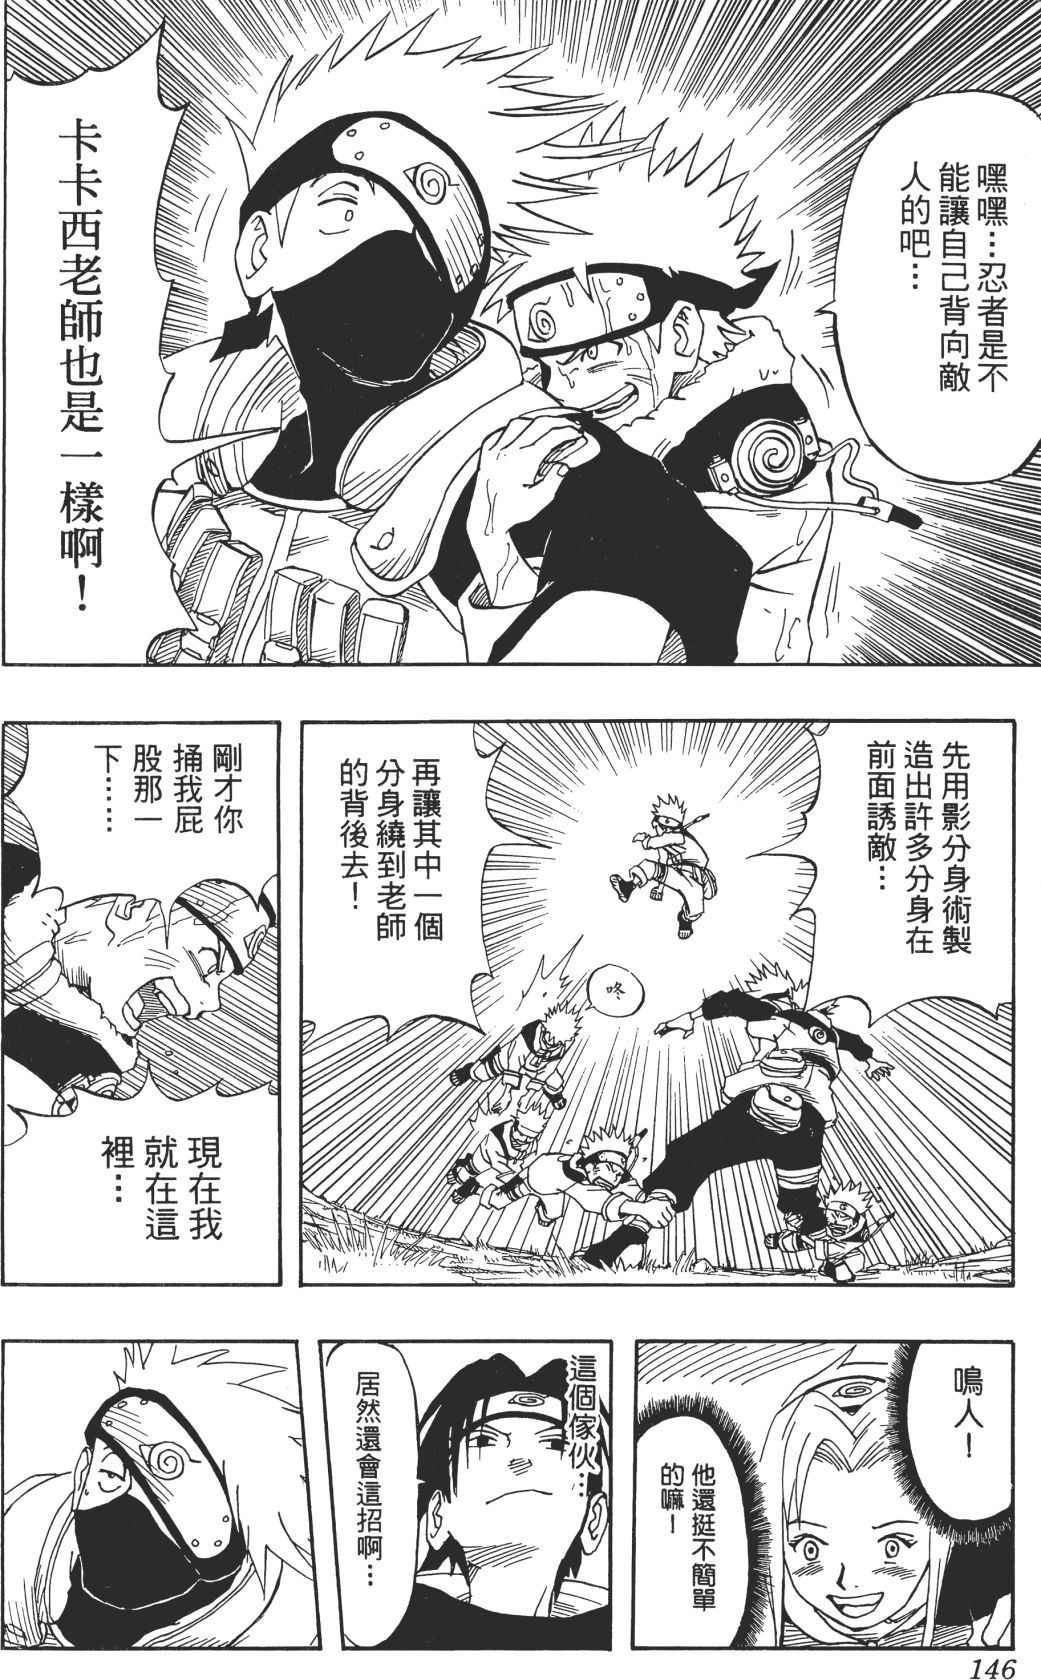 嘿嘿…忍者是不
能讓自己背向敵
人的吧…
卡卡西老師也是一樣啊！
先用影分身術製
造出許多分身在
前面誘敵…
再讓其中一個
分身繞到老師
的背後去！
咚
剛才你
捅我屁
股那一
下……
現在我
就在這
裡…
鳴人！
他還挺不簡單
的嘛！
這個傢伙…
居然還會這招啊…
146